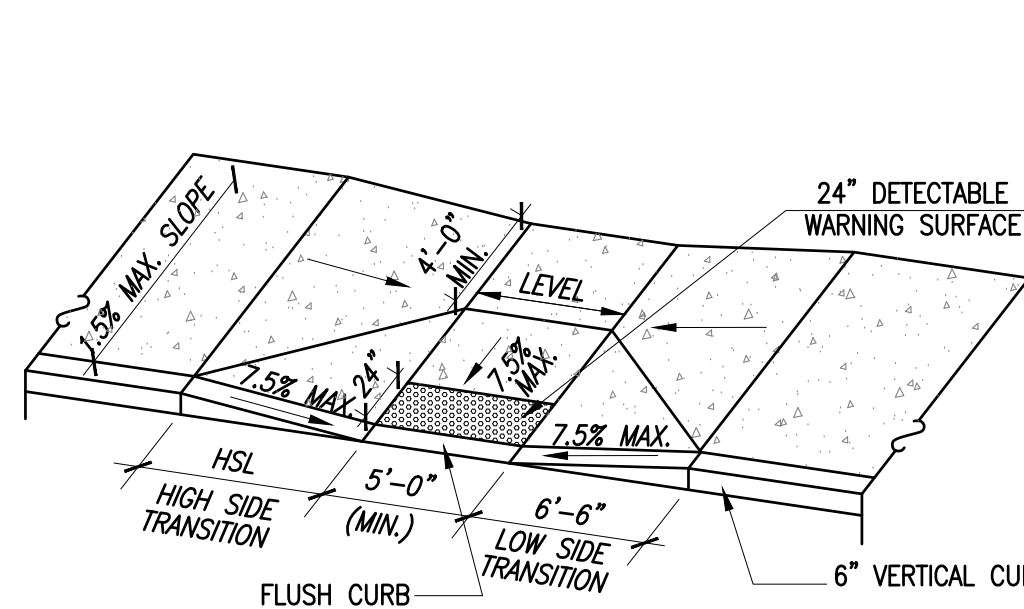 24” DETECTABLE
WARNING SURFACE
1.5% MAX. SLOPE
4’-0”
MIN.
LEVEL
7.5%
MAX.
24”
7.5% MAX.
7.5% MAX.
HSL
HIGH SIDE
TRANSITION
5’-0”
(MIN.)
6’-6”
LOW SIDE
TRANSITION
FLUSH CURB
6” VERTICAL